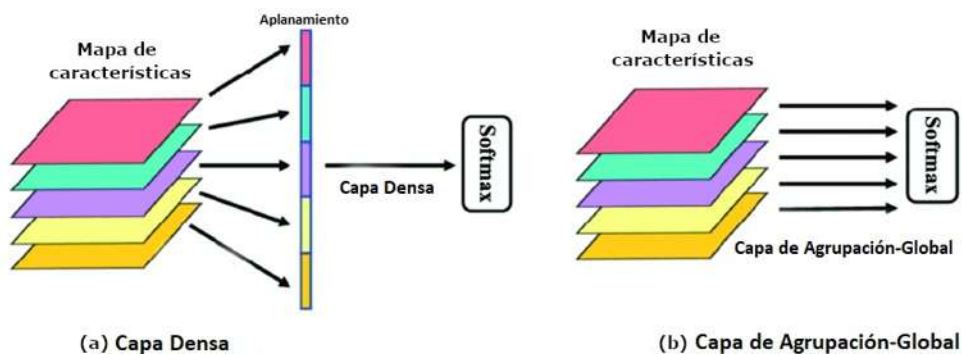 Aplanamiento
Mapa de
características
Softmax
Capa Densa
(a) Capa Densa
Mapa de
características
Softmax
Capa de Agrupación-Global
(b) Capa de Agrupación-Global